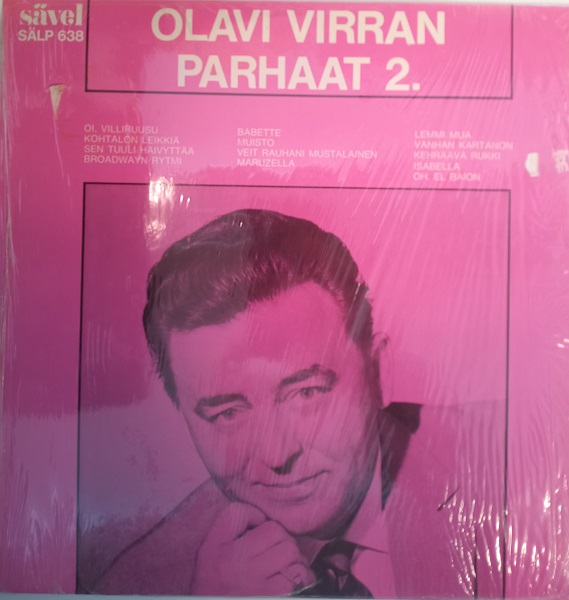 sävel
SÄLP 638
OLAVI VIRRAN
PARHAAT 2.
OI, VILLIRUUSU
KOHTALON LEIKKIÄ
SEN TUULI HAIVYTTAA
BROADWAYN RYTMI
BABETTE
MUISTO
VEIT RAUHANI MUSTALAINEN
MARUZELLA
LEMMI MUA
VANHAN KARTANON
KEHRÄÄVÄ RUKKI
ISABELLA
OH, EL BAION